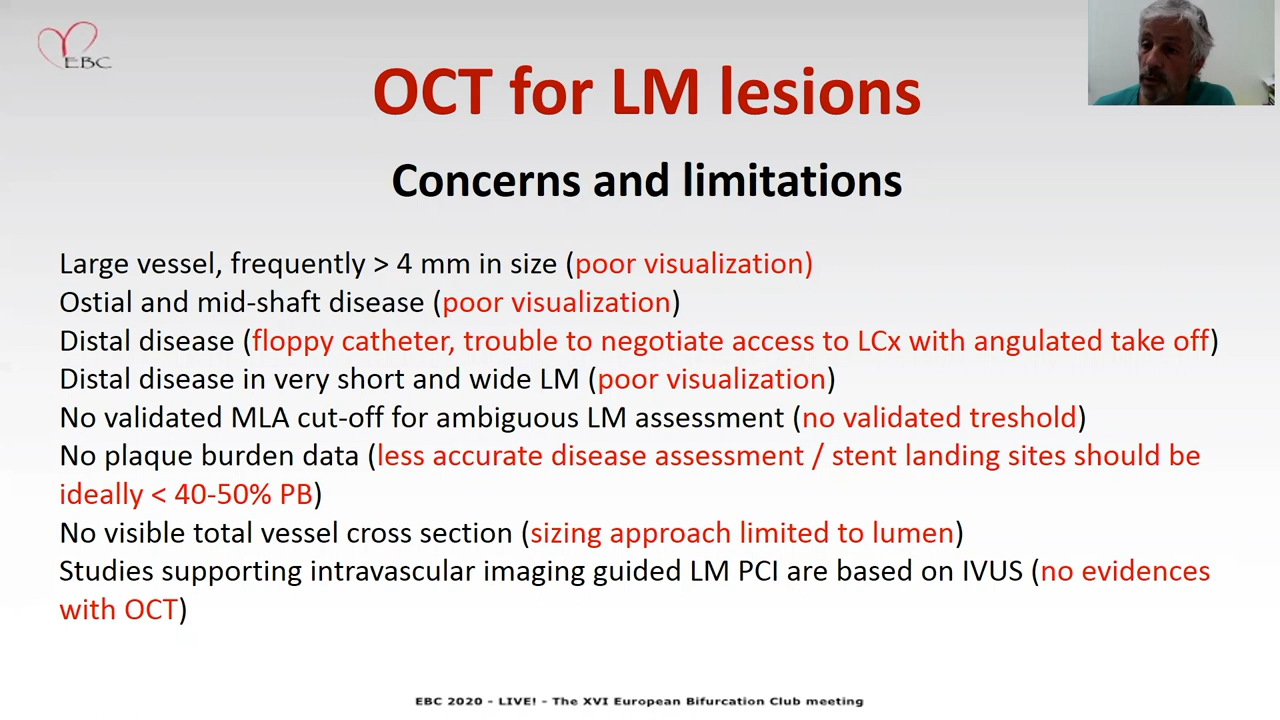 EBC
OCT for LM lesions
Concerns and limitations
Large vessel, frequently > 4 mm in size (poor visualization)
Ostial and mid-shaft disease (poor visualization)
Distal disease (floppy catheter, trouble to negotiate access to LCx with angulated take off)
Distal disease in very short and wide LM (poor visualization)
No validated MLA cut-off for ambiguous LM assessment (no validated treshold)
No plaque burden data (less accurate disease assessment / stent landing sites should be
ideally < 40-50% PB)
No visible total vessel cross section (sizing approach limited to lumen)
Studies supporting intravascular imaging guided LM PCI are based on IVUS (no evidences
with OCT)
EBC 2020 - LIVE! - The XVI European Bifurcation Club meeting